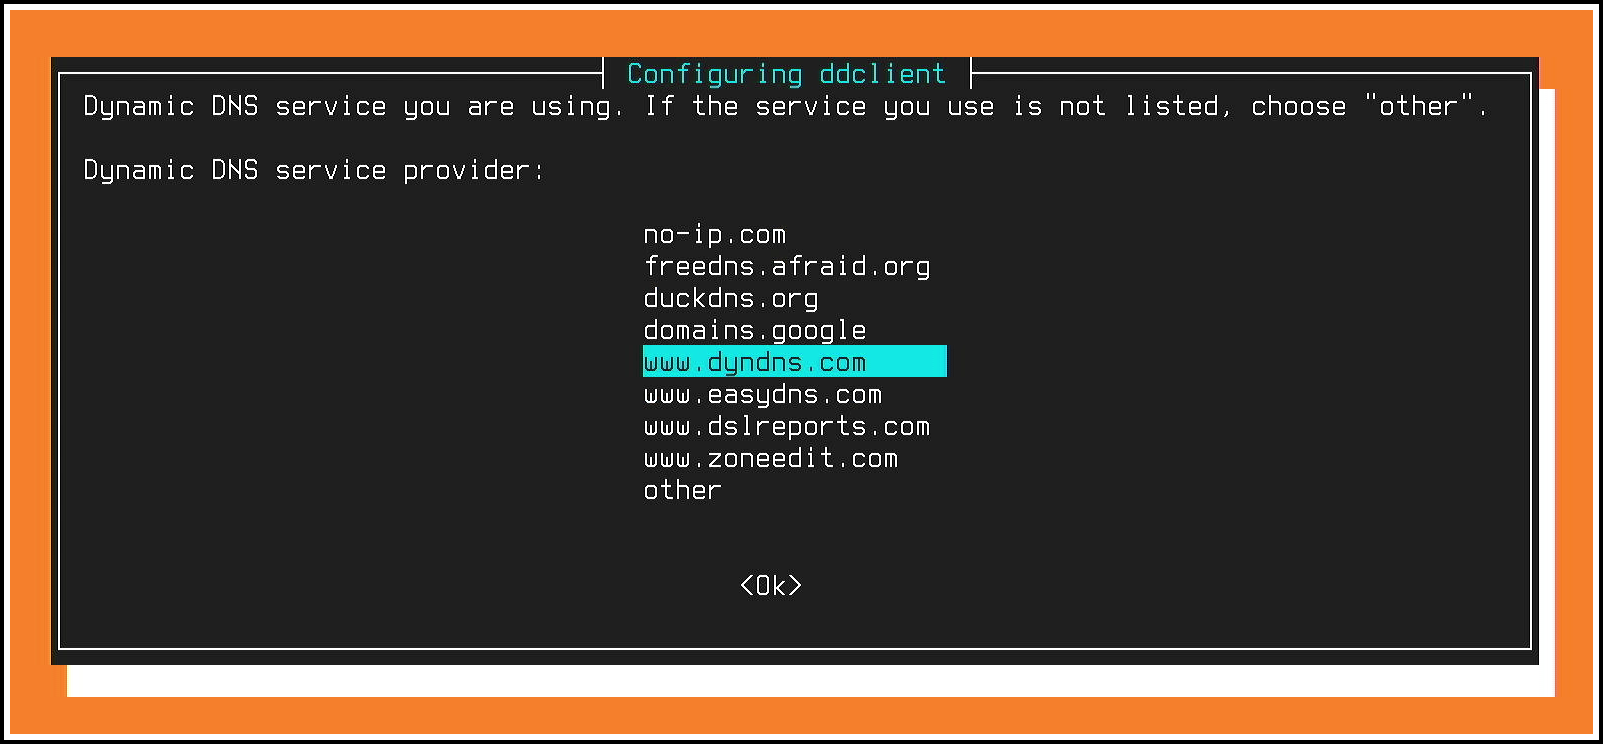 Configuring ddclient
Dynamic DNS service you are using. If the service you use is not listed, choose "other".
Dynamic DNS service provider:
no-ip.com
freedns.afraid.org
duckdns.org
domains.google
www.dyndns.com
www.easydns.com
www.dslreports.com
www.zoneedit.com
other
<Ok>